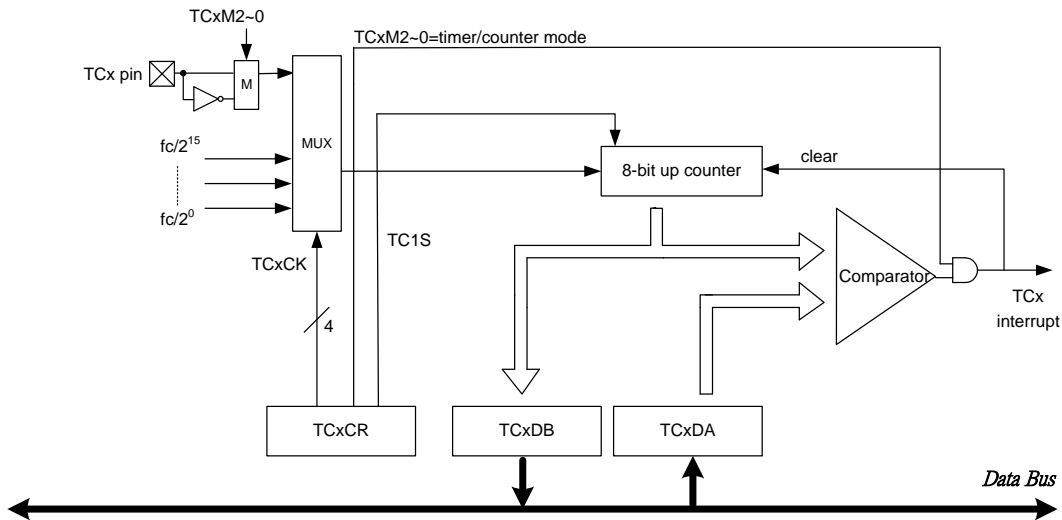 TCxM2~0
TCxM2~0=timer/counter mode
TCx pin
M
MUX
fc/2^15
fc/2^0
8-bit up counter
clear
TC1S
TCxCK
4
Comparator
TCx
interrupt
TCxCR
TCxDB
TCxDA
Data Bus